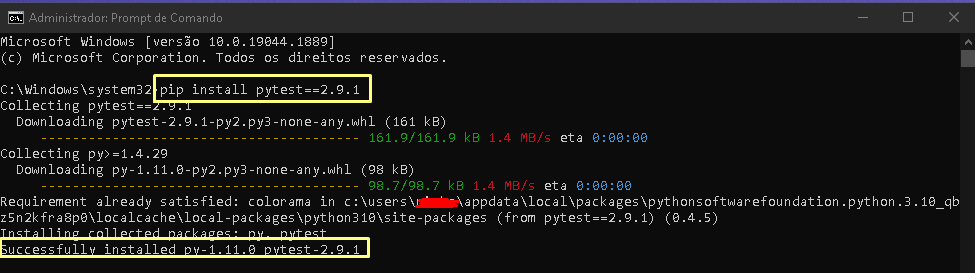 Administrador: Prompt de Comando
Microsoft Windows [versão 10.0.19044.1889]
(c) Microsoft Corporation. Todos os direitos reservados.
C:\Windows\system32>pip install pytest==2.9.1
Collecting pytest==2.9.1
Downloading pytest-2.9.1-py2.py3-none-any.whl (161 kB)
---------------------------------------- 161.9/161.9 kB 1.4 MB/s eta 0:00:00
Collecting py>=1.4.29
Downloading py-1.11.0-py2.py3-none-any.whl (98 kB)
---------------------------------------- 98.7/98.7 kB 1.4 MB/s eta 0:00:00
Requirement already satisfied: colorama in c:\users\ \appdata\local\packages\pythonsoftwarefoundation.python.3.10_qb
z5n2kfra8p0\localcache\local-packages\python310\site-packages (from pytest==2.9.1) (0.4.5)
Installing collected packages: py, pytest
Successfully installed py-1.11.0 pytest-2.9.1